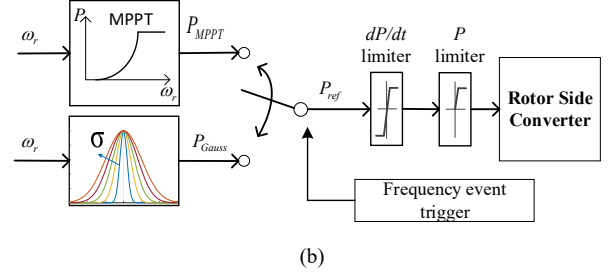 P
MPPT
ω_r
ω_r
P_MPPT
dP/dt
limiter
P
limiter
P_ref
Rotor Side
Converter
ω_r
σ
P_Gauss
Frequency event
trigger
(b)